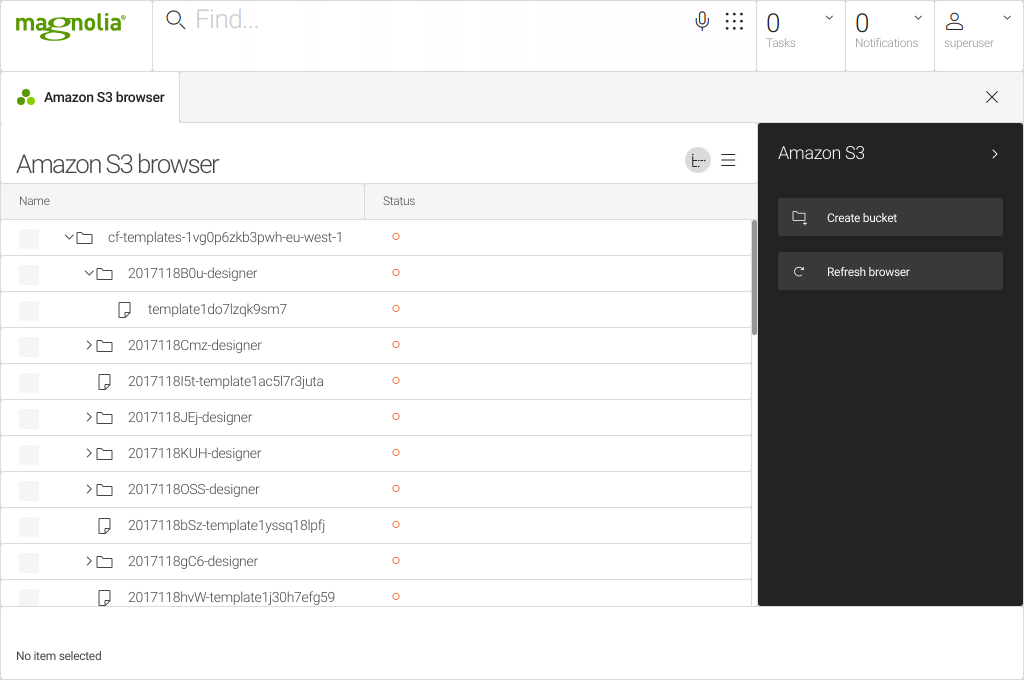 magnolia®
Find...
0
Tasks
0
Notifications
superuser
Amazon S3 browser
Amazon S3 browser
Name
Status
cf-templates-1vg0p6zkb3pwh-eu-west-1
2017118B0u-designer
template1do7lzqk9sm7
2017118Cmz-designer
2017118I5t-template1ac5l7r3juta
2017118JEj-designer
2017118KUH-designer
2017118OSS-designer
2017118bSz-template1yssq18lpfj
2017118gC6-designer
2017118hvW-template1j30h7efg59
Amazon S3
Create bucket
Refresh browser
No item selected